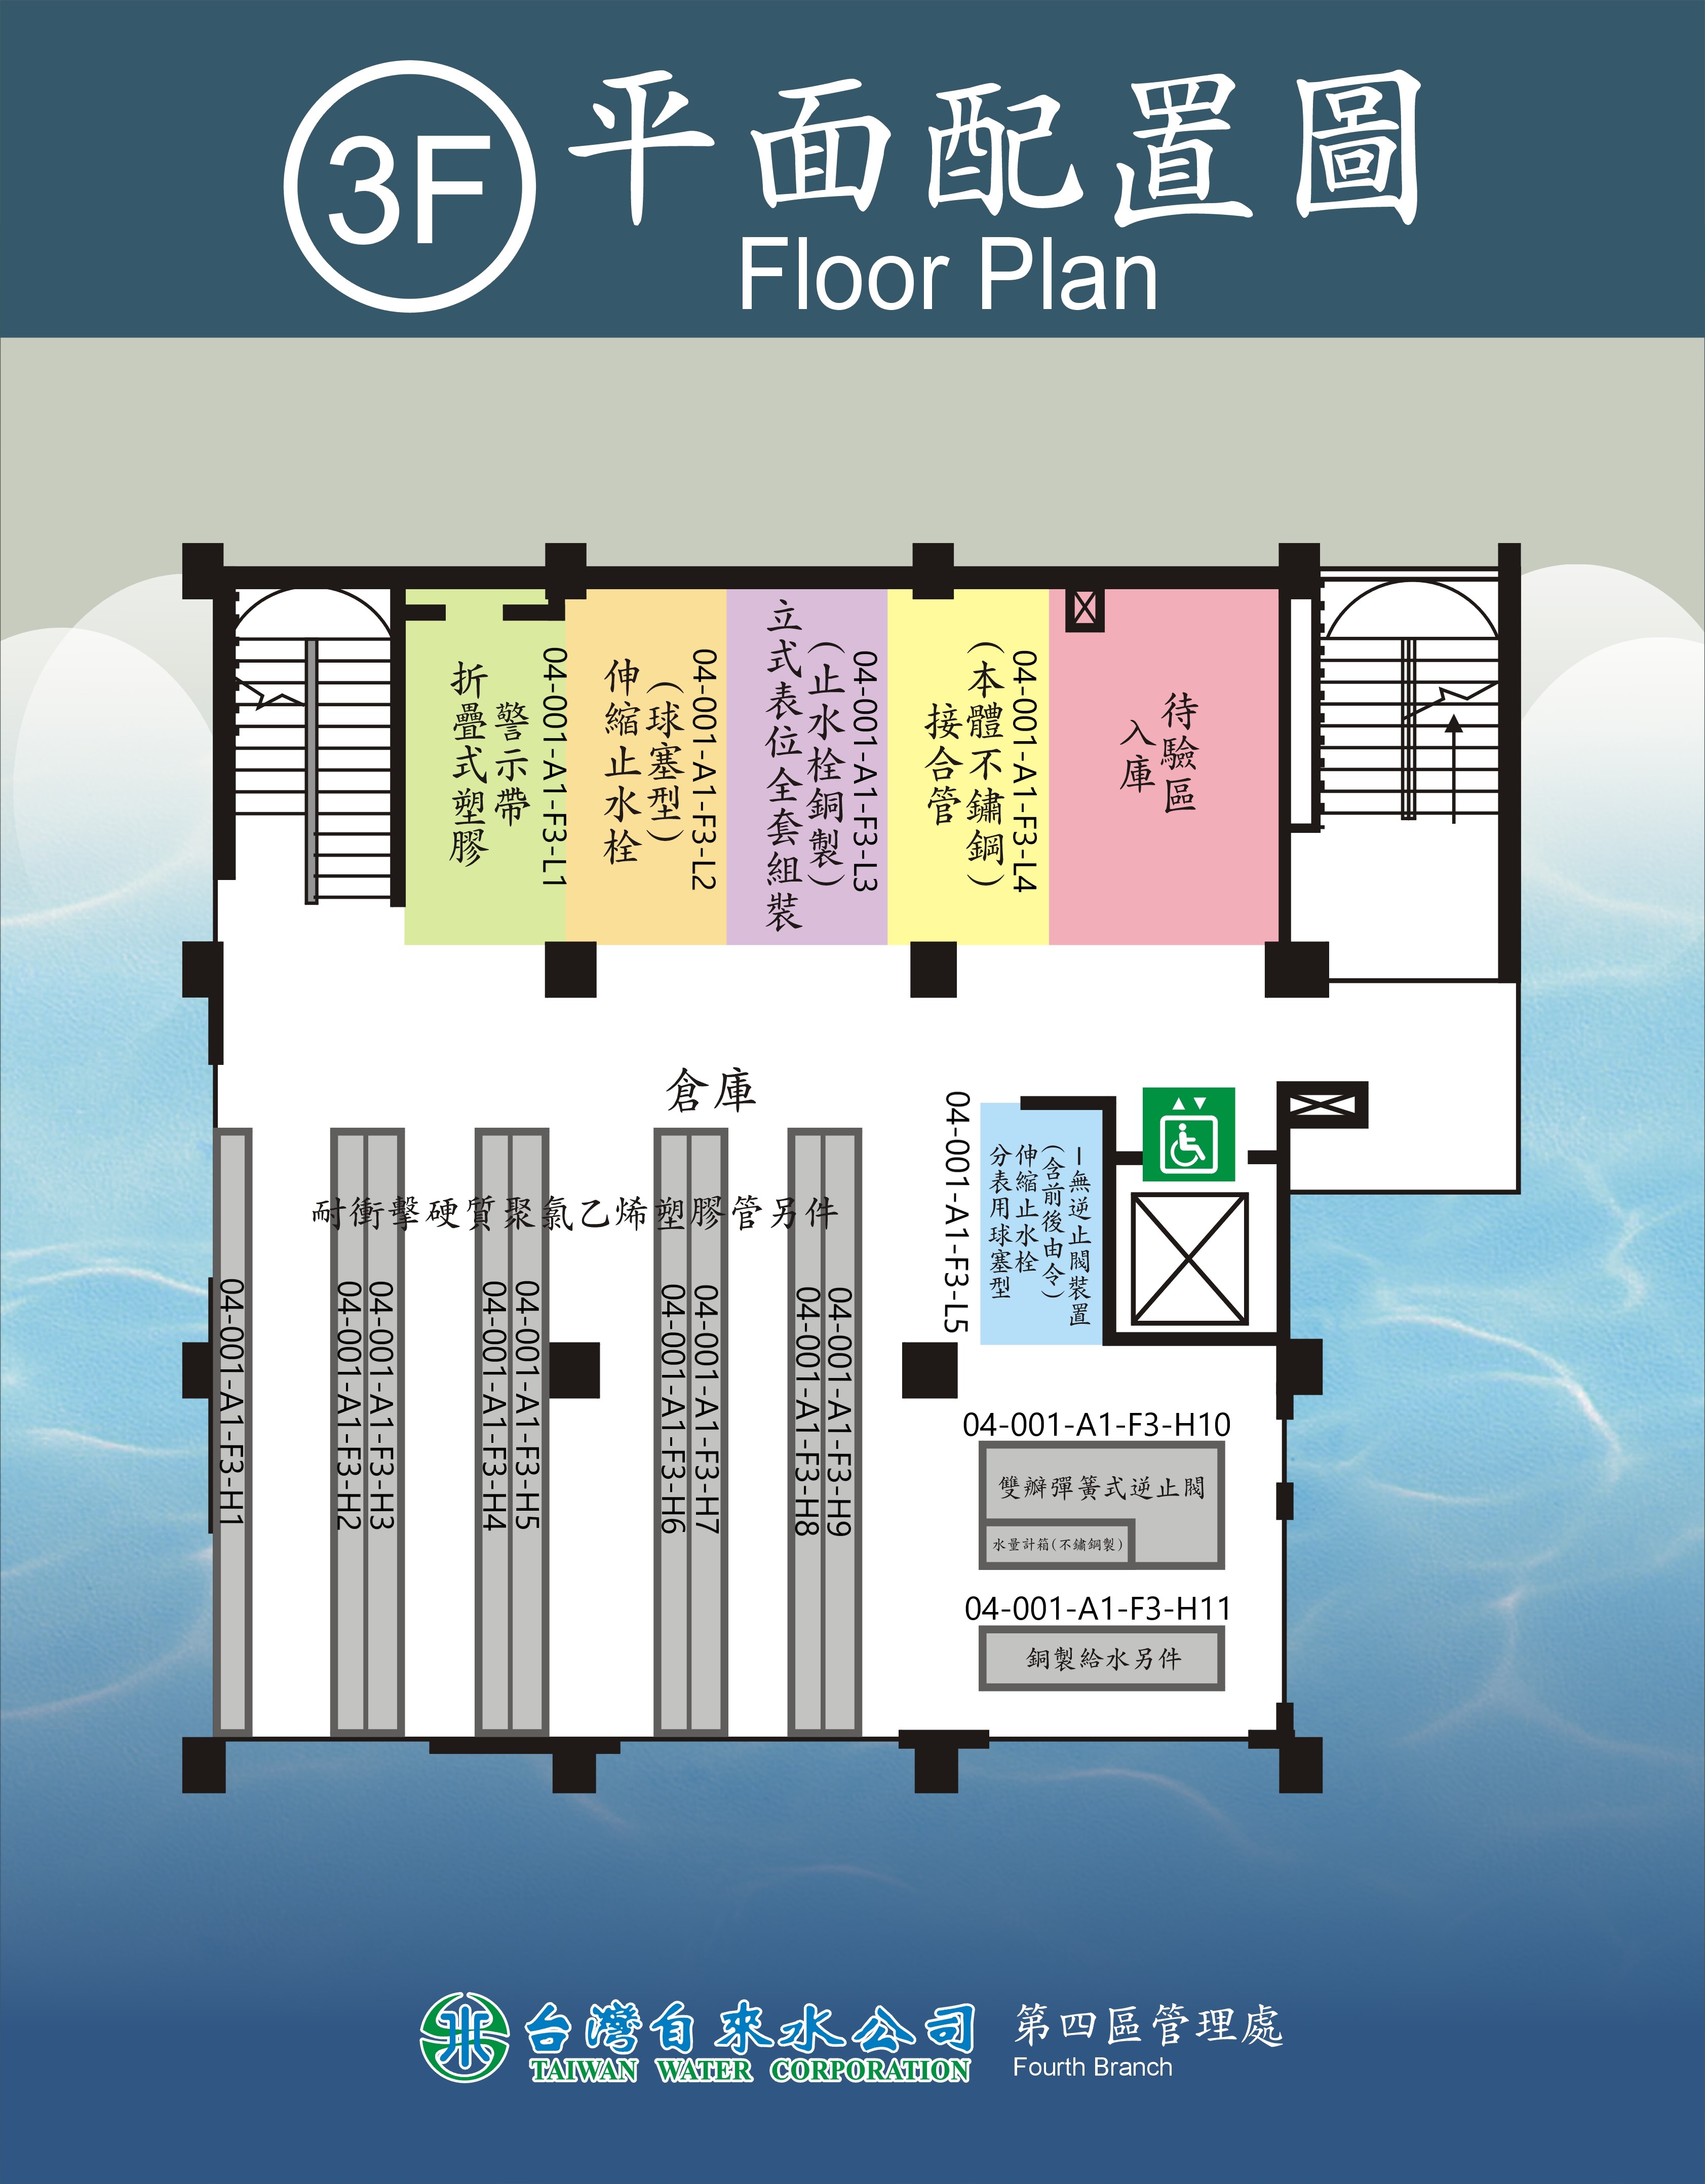 3F
平面配置圖
Floor Plan
04-001-A1-F3-L1
警示帶
折疊式塑膠
04-001-A1-F3-L2
（球塞型）
伸縮止水栓
04-001-A1-F3-L3
（止水栓銅製）
立式表位全套組裝
04-001-A1-F3-L4
（本體不鏽鋼）
接合管
待驗區
入庫
倉庫
04-001-A1-F3-L5
分表用球塞型
伸縮止水栓
（含前後由令）
－無逆止閥裝置
耐衝擊硬質聚氯乙烯塑膠管另件
04-001-A1-F3-H1
04-001-A1-F3-H2
04-001-A1-F3-H3
04-001-A1-F3-H4
04-001-A1-F3-H5
04-001-A1-F3-H6
04-001-A1-F3-H7
04-001-A1-F3-H8
04-001-A1-F3-H9
04-001-A1-F3-H10
雙瓣彈簧式逆止閥
水量計箱(不鏽鋼製)
04-001-A1-F3-H11
銅製給水另件
台灣自來水公司
TAIWAN WATER CORPORATION
第四區管理處
Fourth Branch